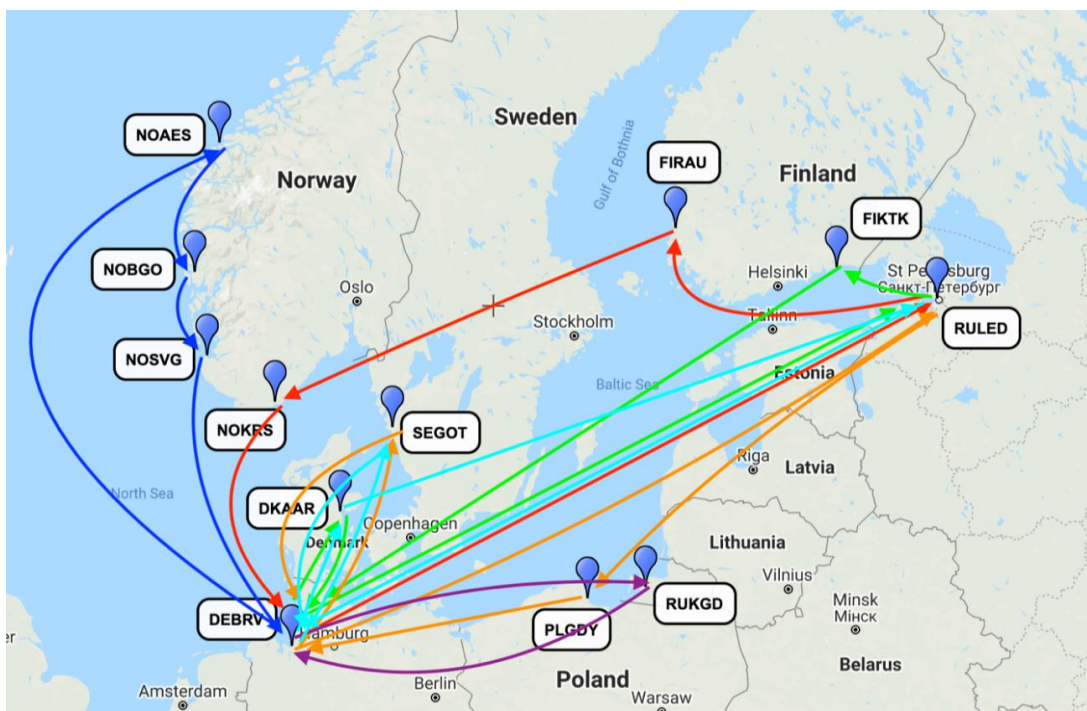 Sweden
NOAES
Norway
Gulf of Bothnia
FIRAU
Finland
FIKTK
NOBGO
Oslo
Helsinki
St Petersburg
Санкт-Петербург
Stockholm
Tallinn
RULED
NOSVG
Estonia
Baltic Sea
NOKRS
SEGOT
Riga
Latvia
North Sea
DKAAR
Copenhagen
Denmark
Lithuania
Vilnius
DEBRV
Hamburg
PLGDY
RUKGD
Minsk
Мінск
er
Belarus
Amsterdam
Berlin
Poland
Warsaw